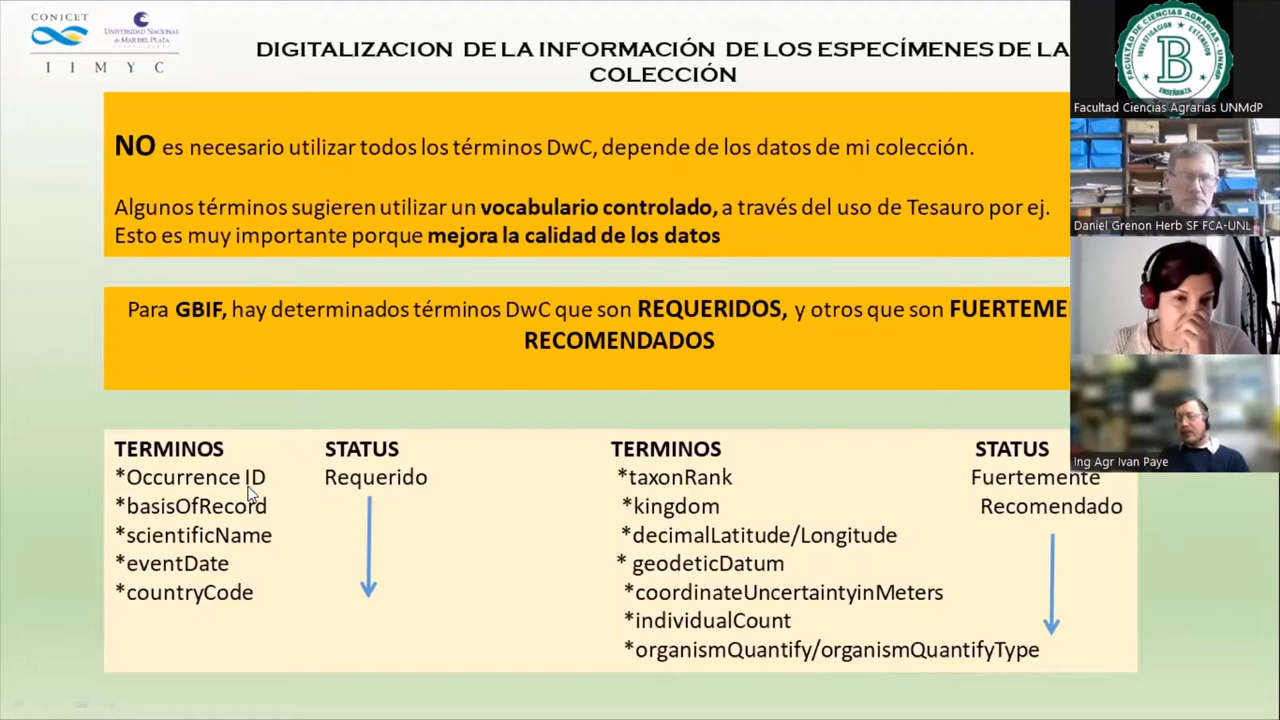 CONICET
UNIVERSIDAD NACIONAL
DE MAR DEL PLATA
I I M Y C
DIGITALIZACION DE LA INFORMACIÓN DE LOS ESPECÍMENES DE LA
COLECCIÓN
NO es necesario utilizar todos los términos DwC, depende de los datos de mi colección.
Algunos términos sugieren utilizar un vocabulario controlado, a través del uso de Tesauro por ej.
Esto es muy importante porque mejora la calidad de los datos
Para GBIF, hay determinados términos DwC que son REQUERIDOS, y otros que son FUERTEME
RECOMENDADOS
TERMINOS STATUS
*Occurrence ID Requerido
*basisOfRecord
*scientificName
*eventDate
*countryCode
TERMINOS STATUS
*taxonRank Fuertemente
*kingdom Recomendado
*decimalLatitude/Longitude
* geodeticDatum
*coordinateUncertaintyinMeters
*individualCount
*organismQuantify/organismQuantifyType
FACULTAD DE CIENCIAS AGRARIAS - UNMdP
INVESTIGACION EXTENSION
B
ENSEÑANZA
Facultad Ciencias Agrarias UNMdP
Daniel Grenon Herb SF FCA-UNL
Ing Agr Ivan Paye